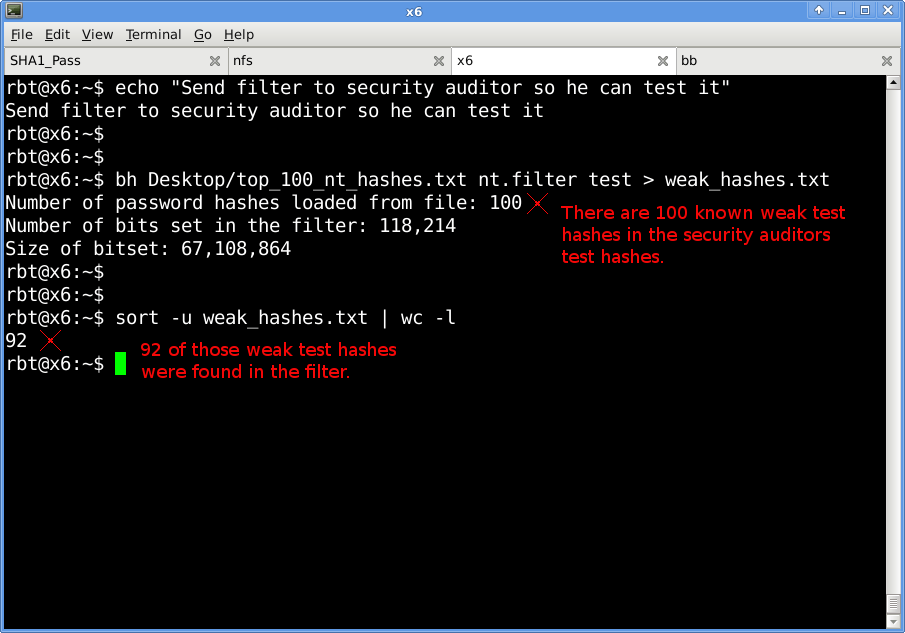 x6
File Edit View Terminal Go Help
SHA1_Pass nfs x6 bb
rbt@x6:~$ echo "Send filter to security auditor so he can test it"
Send filter to security auditor so he can test it
rbt@x6:~$
rbt@x6:~$
rbt@x6:~$ bh Desktop/top_100_nt_hashes.txt nt.filter test > weak_hashes.txt
Number of password hashes loaded from file: 100
There are 100 known weak test
hashes in the security auditors
test hashes.
Number of bits set in the filter: 118,214
Size of bitset: 67,108,864
rbt@x6:~$
rbt@x6:~$
rbt@x6:~$ sort -u weak_hashes.txt | wc -l
92
92 of those weak test hashes
were found in the filter.
rbt@x6:~$